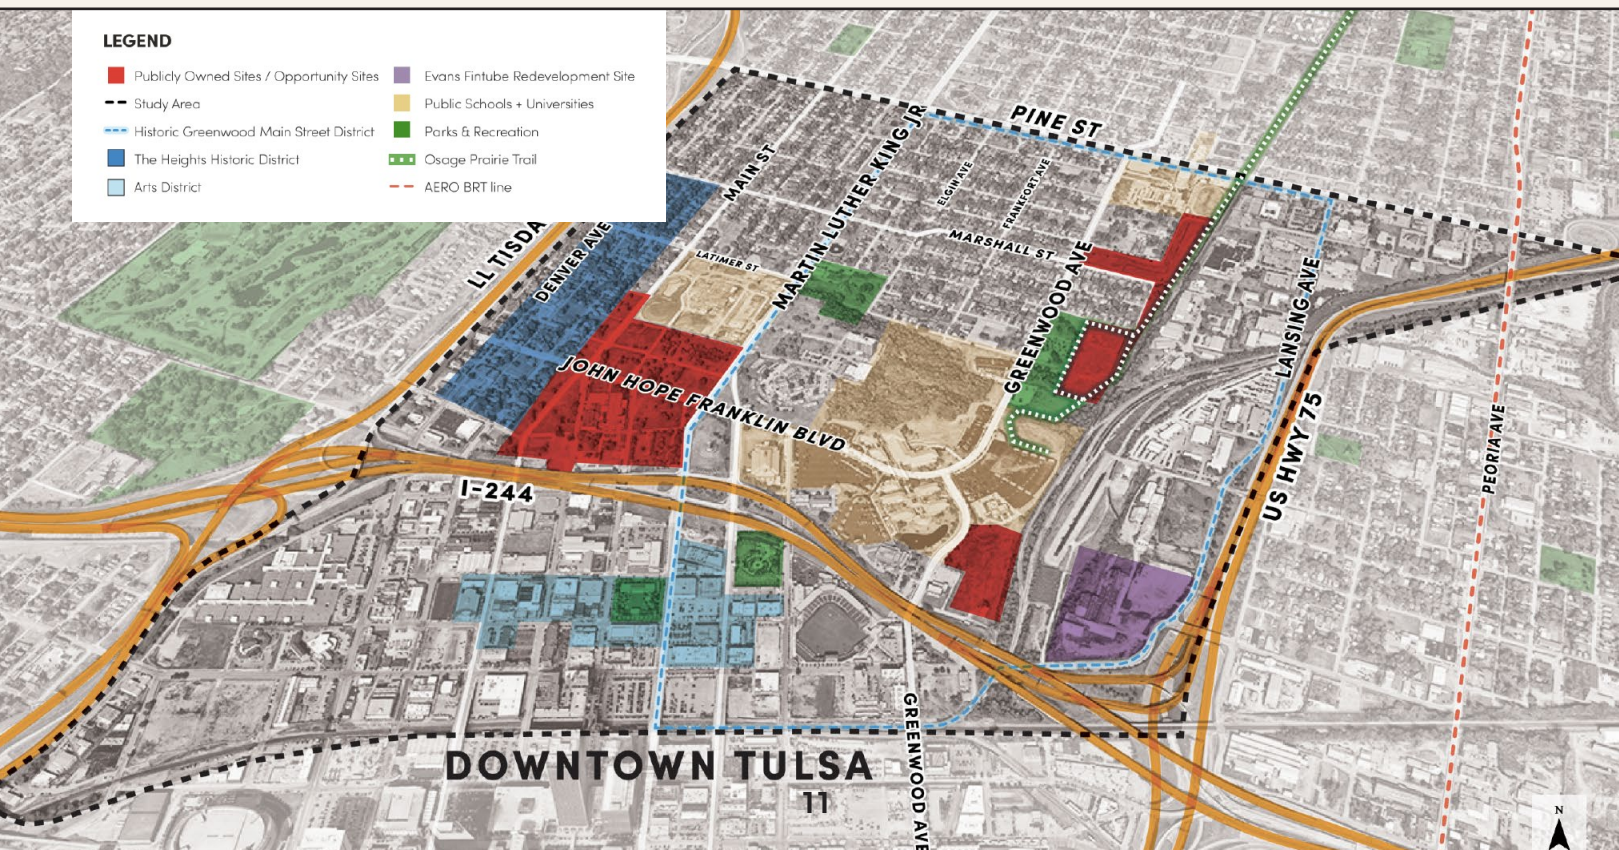 LEGEND
Publicly Owned Sites / Opportunity Sites
Study Area
Historic Greenwood Main Street District
The Heights Historic District
Arts District
Evans Fintube Redevelopment Site
Public Schools + Universities
Parks & Recreation
Osage Prairie Trail
AERO BRT line
PINE ST
MAIN ST
MARTIN LUTHER KING JR
ELGIN AVE
FRANKFORT AVE
LL TISDA
DENVER AVE
LATIMER ST
MARSHALL ST
GREENWOOD AVE
LANSING AVE
JOHN HOPE FRANKLIN BLVD
US HWY 75
PEORIA AVE
I-244
GREENWOOD AVE
DOWNTOWN TULSA
11
N